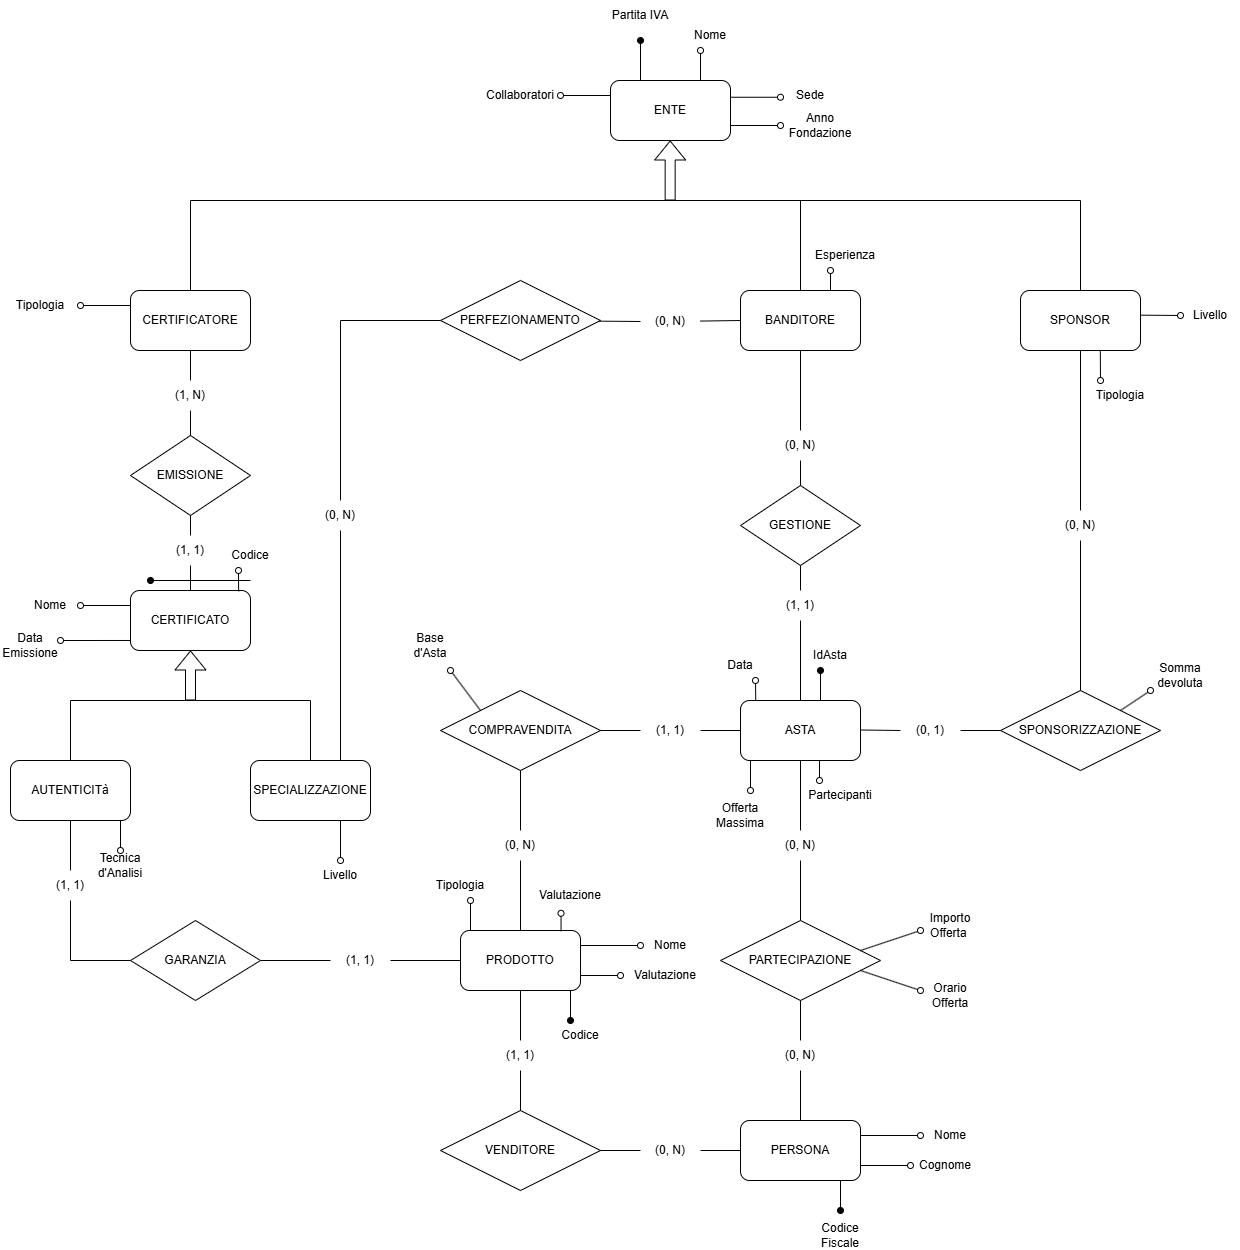 Partita IVA
Nome
Collaboratori
Sede
ENTE
Anno
Fondazione
Esperienza
Tipologia
CERTIFICATORE
PERFEZIONAMENTO
(0, N)
BANDITORE
SPONSOR
Livello
(1, N)
Tipologia
(0, N)
EMISSIONE
(0, N)
GESTIONE
(0, N)
(1, 1)
Codice
Nome
(1, 1)
CERTIFICATO
Data
Emissione
Base
d'Asta
IdAsta
Data
Somma
devoluta
COMPRAVENDITA
(1, 1)
ASTA
(0, 1)
SPONSORIZZAZIONE
AUTENTICITà
SPECIALIZZAZIONE
Partecipanti
Offerta
Massima
Tecnica
d'Analisi
(0, N)
(0, N)
Livello
(1, 1)
Tipologia
Valutazione
Importo
Offerta
Nome
GARANZIA
(1, 1)
PRODOTTO
PARTECIPAZIONE
Valutazione
Orario
Offerta
Codice
(1, 1)
(0, N)
Nome
VENDITORE
(0, N)
PERSONA
Cognome
Codice
Fiscale